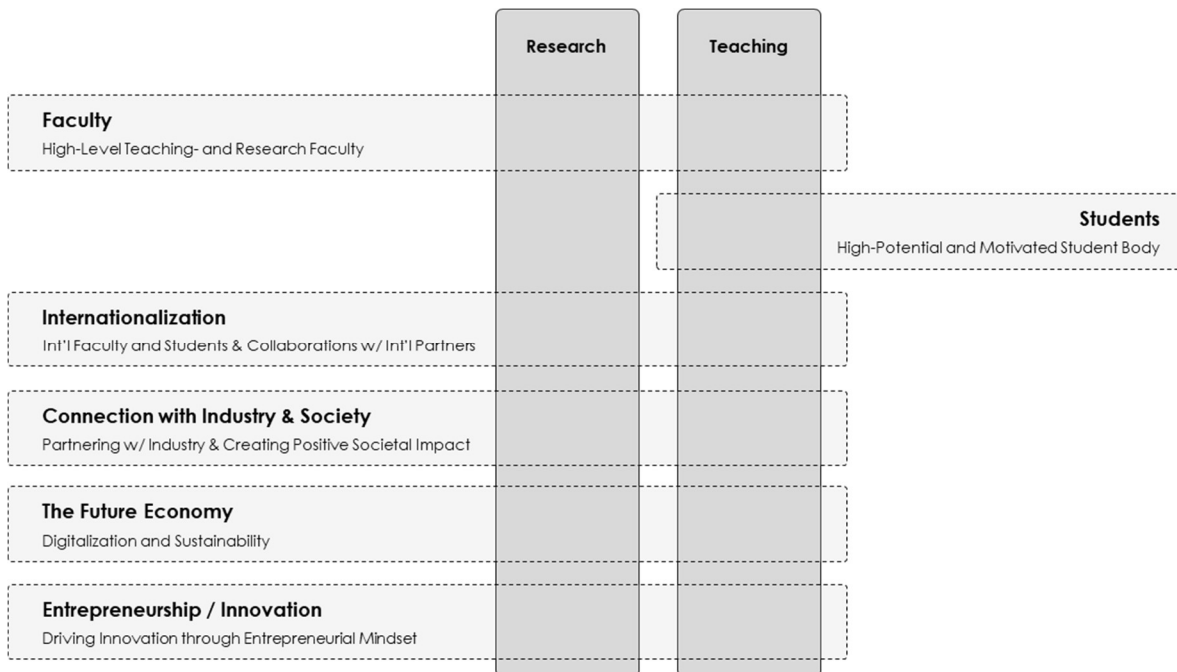 Research
Teaching
Faculty
High-Level Teaching- and Research Faculty
Students
High-Potential and Motivated Student Body
Internationalization
Int'l Faculty and Students & Collaborations w/ Int'l Partners
Connection with Industry & Society
Partnering w/ Industry & Creating Positive Societal Impact
The Future Economy
Digitalization and Sustainability
Entrepreneurship / Innovation
Driving Innovation through Entrepreneurial Mindset